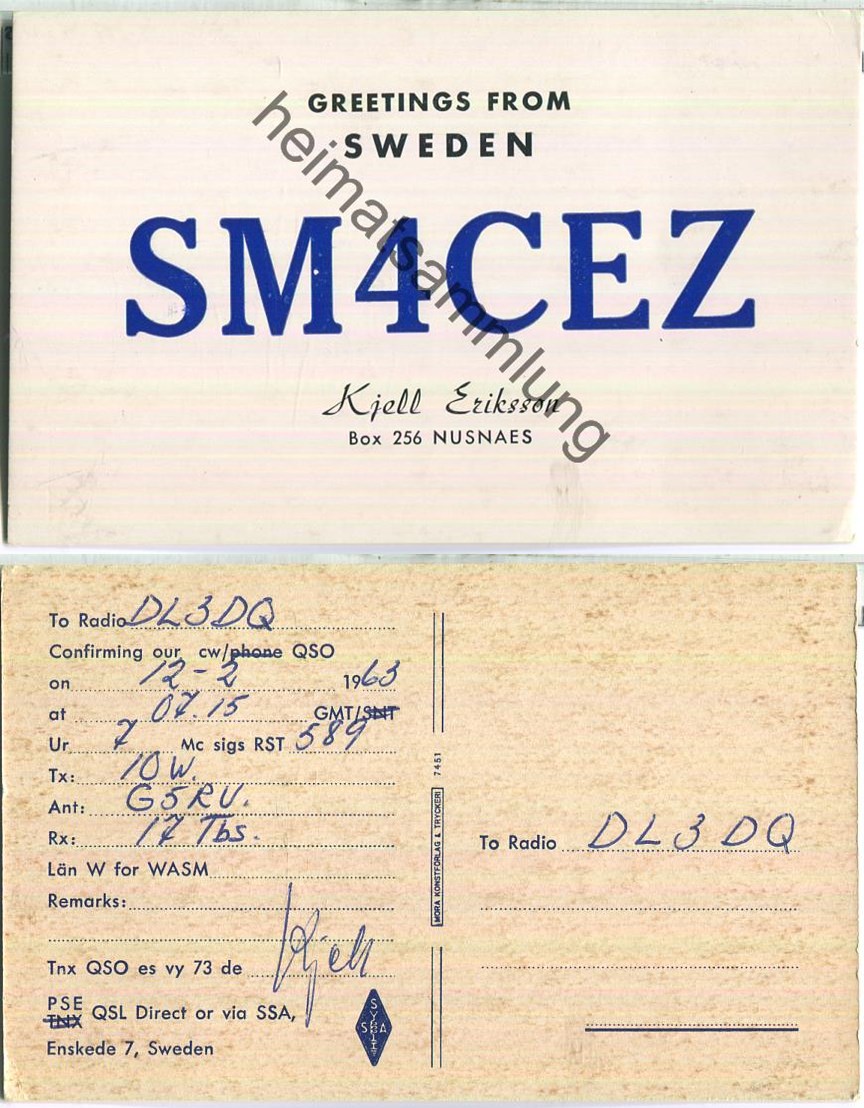 GREETINGS FROM
SWEDEN
SM4CEZ
Kjell Eriksson
Box 256 NUSNAES
heimatsammlung
To Radio DL3DQ
Confirming our cw/phone QSO
on 12-2 1963
at 07.15 GMT/SNT
Ur 7 Mc sigs RST 589
Tx: 10 W.
Ant: G5RV.
Rx: 17 Tbs.
Län W for WASM
Remarks:
Tnx QSO es vy 73 de Kjell
PSE
TNX QSL Direct or via SSA,
Enskede 7, Sweden
SSA
MORA KONSTFÖRLAG & TRYCKERI
7451
To Radio DL3DQ